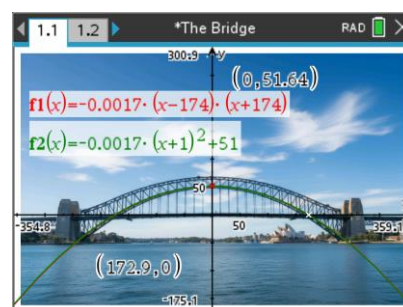 1.1 1.2 *The Bridge RAD
300.9 y
(0,51.64)
f1(x)=-0.0017·(x-174)·(x+174)
f2(x)=-0.0017·(x+1)²+51
50
-354.8 50 359.1
(172.9,0)
-175.1